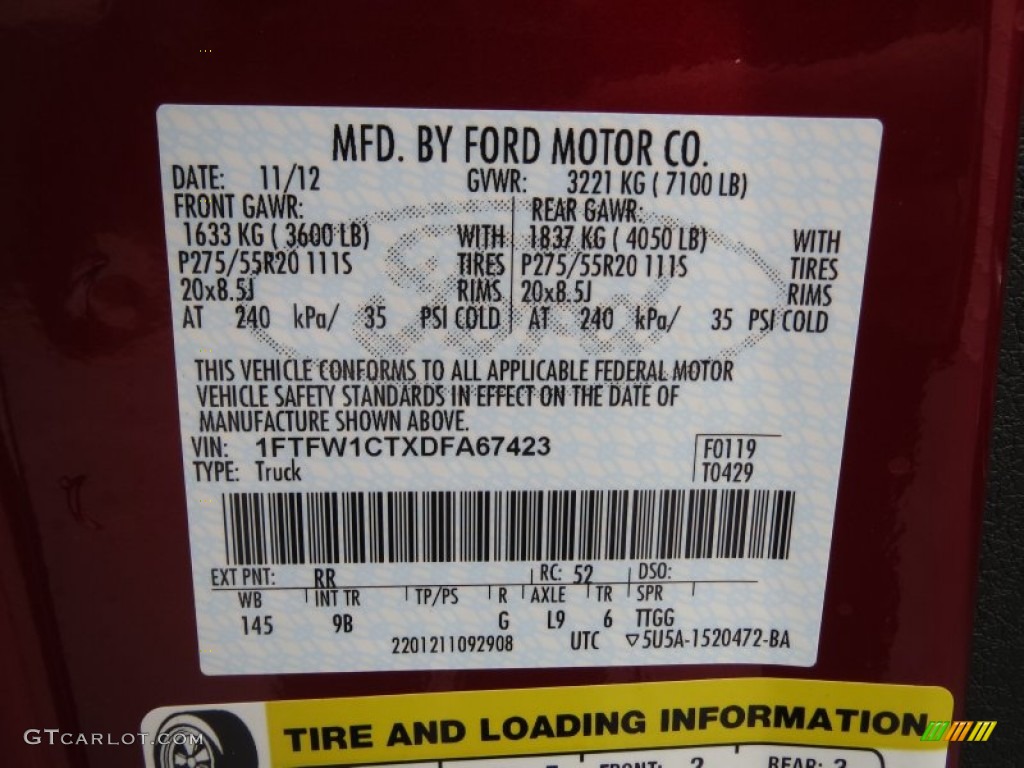 MFD. BY FORD MOTOR CO.
DATE: 11/12 GVWR: 3221 KG ( 7100 LB)
FRONT GAWR: REAR GAWR:
1633 KG ( 3600 LB) WITH 1837 KG ( 4050 LB) WITH
P275/55R20 111S TIRES P275/55R20 111S TIRES
20x8.5J RIMS 20x8.5J RIMS
AT 240 kPa/ 35 PSI COLD AT 240 kPa/ 35 PSI COLD
THIS VEHICLE CONFORMS TO ALL APPLICABLE FEDERAL MOTOR
VEHICLE SAFETY STANDARDS IN EFFECT ON THE DATE OF
MANUFACTURE SHOWN ABOVE.
VIN: 1FTFW1CTXDFA67423 F0119
TYPE: Truck T0429
EXT PNT: RR RC: 52 DSO:
WB INT TR TP/PS R AXLE TR SPR
145 9B G L9 6 TTGG
2201211092908 UTC ▽5U5A-1520472-BA
TIRE AND LOADING INFORMATION
FRONT: 2 REAR: 3
GTCARLOT.COM